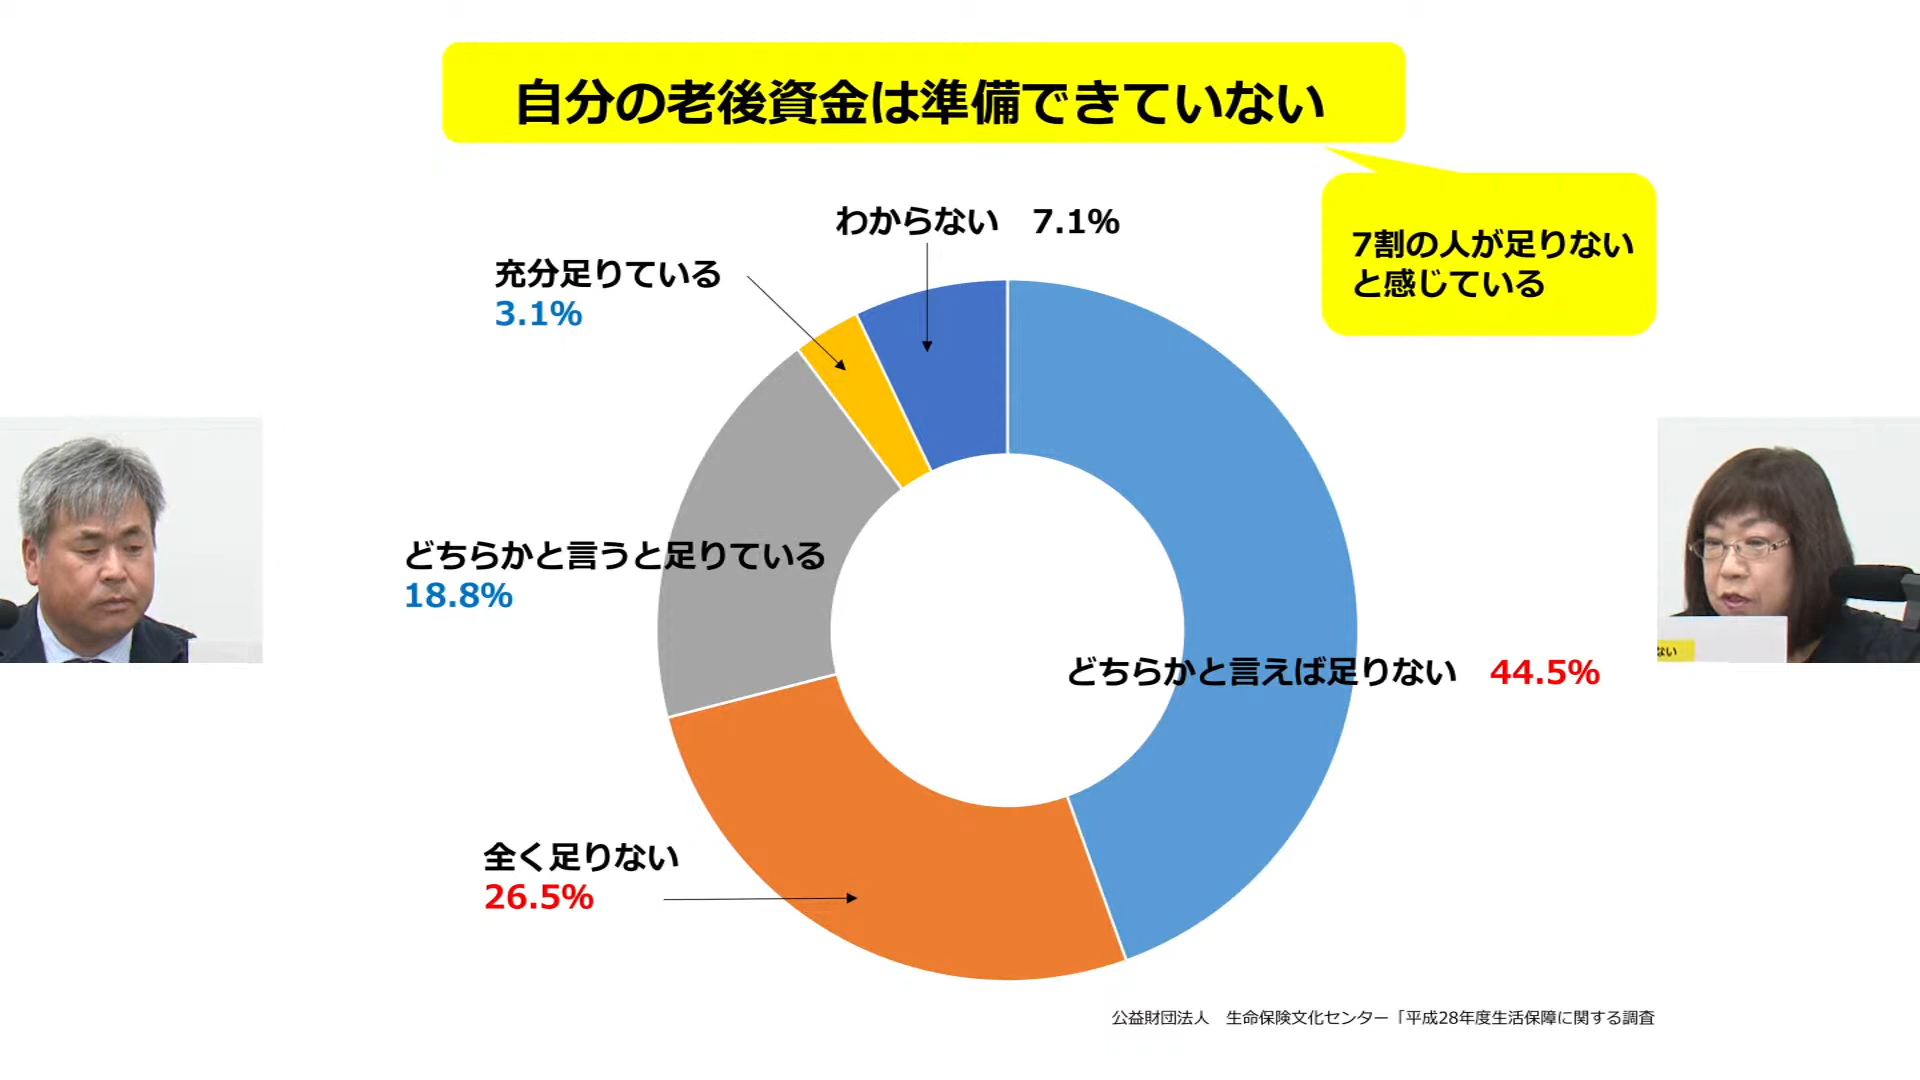 自分の老後資金は準備できていない
7割の人が足りない
と感じている
わからない　7.1%
充分足りている
3.1%
どちらかと言うと足りている
18.8%
どちらかと言えば足りない　44.5%
全く足りない
26.5%
公益財団法人　生命保険文化センター「平成28年度生活保障に関する調査
ない